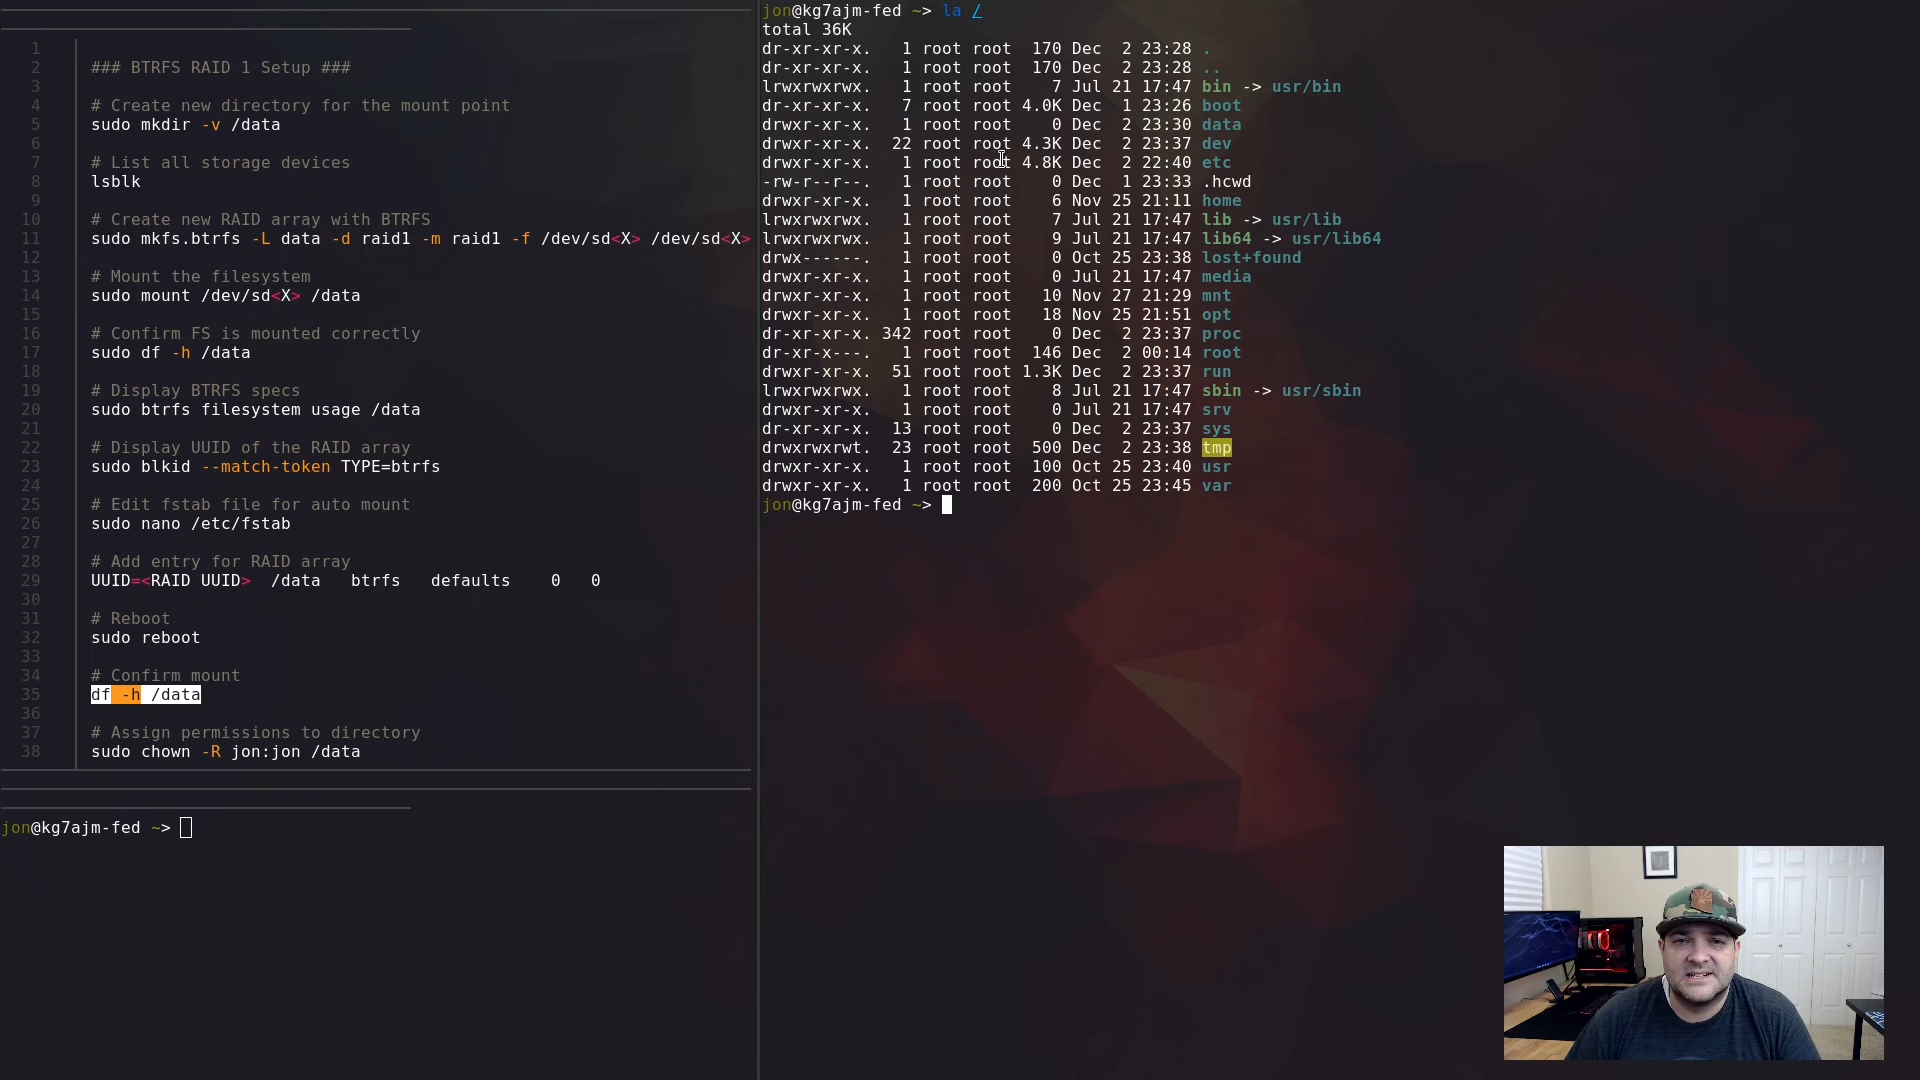 1
2 ### BTRFS RAID 1 Setup ###
3
4 # Create new directory for the mount point
5 sudo mkdir -v /data
6
7 # List all storage devices
8 lsblk
9
10 # Create new RAID array with BTRFS
11 sudo mkfs.btrfs -L data -d raid1 -m raid1 -f /dev/sd<X> /dev/sd<X>
12
13 # Mount the filesystem
14 sudo mount /dev/sd<X> /data
15
16 # Confirm FS is mounted correctly
17 sudo df -h /data
18
19 # Display BTRFS specs
20 sudo btrfs filesystem usage /data
21
22 # Display UUID of the RAID array
23 sudo blkid --match-token TYPE=btrfs
24
25 # Edit fstab file for auto mount
26 sudo nano /etc/fstab
27
28 # Add entry for RAID array
29 UUID=<RAID UUID>  /data   btrfs   defaults    0   0
30
31 # Reboot
32 sudo reboot
33
34 # Confirm mount
35 df -h /data
36
37 # Assign permissions to directory
38 sudo chown -R jon:jon /data
jon@kg7ajm-fed ~>
jon@kg7ajm-fed ~> la /
total 36K
dr-xr-xr-x.   1 root root  170 Dec  2 23:28 .
dr-xr-xr-x.   1 root root  170 Dec  2 23:28 ..
lrwxrwxrwx.   1 root root    7 Jul 21 17:47 bin -> usr/bin
dr-xr-xr-x.   7 root root 4.0K Dec  1 23:26 boot
drwxr-xr-x.   1 root root    0 Dec  2 23:30 data
drwxr-xr-x.  22 root root 4.3K Dec  2 23:37 dev
drwxr-xr-x.   1 root root 4.8K Dec  2 22:40 etc
-rw-r--r--.   1 root root    0 Dec  1 23:33 .hcwd
drwxr-xr-x.   1 root root    6 Nov 25 21:11 home
lrwxrwxrwx.   1 root root    7 Jul 21 17:47 lib -> usr/lib
lrwxrwxrwx.   1 root root    9 Jul 21 17:47 lib64 -> usr/lib64
drwx------.   1 root root    0 Oct 25 23:38 lost+found
drwxr-xr-x.   1 root root    0 Jul 21 17:47 media
drwxr-xr-x.   1 root root   10 Nov 27 21:29 mnt
drwxr-xr-x.   1 root root   18 Nov 25 21:51 opt
dr-xr-xr-x. 342 root root    0 Dec  2 23:37 proc
dr-xr-x---.   1 root root  146 Dec  2 00:14 root
drwxr-xr-x.  51 root root 1.3K Dec  2 23:37 run
lrwxrwxrwx.   1 root root    8 Jul 21 17:47 sbin -> usr/sbin
drwxr-xr-x.   1 root root    0 Jul 21 17:47 srv
dr-xr-xr-x.  13 root root    0 Dec  2 23:37 sys
drwxrwxrwt.  23 root root  500 Dec  2 23:38 tmp
drwxr-xr-x.   1 root root  100 Oct 25 23:40 usr
drwxr-xr-x.   1 root root  200 Oct 25 23:45 var
jon@kg7ajm-fed ~>